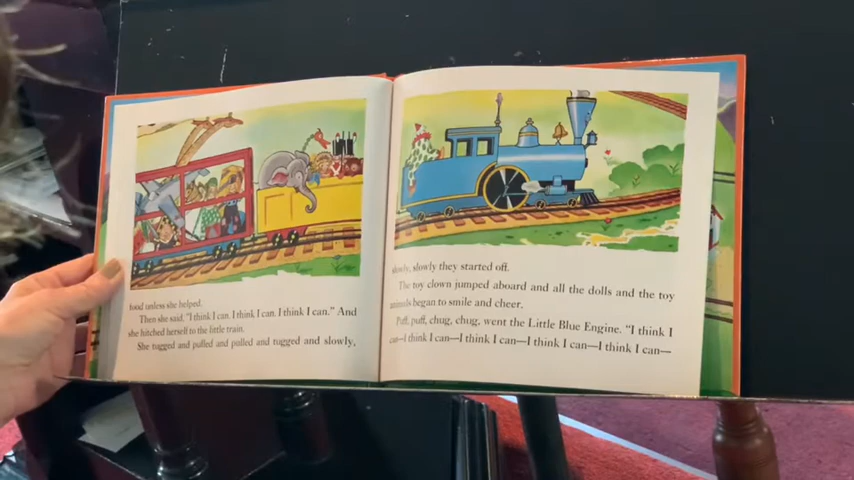 food unless she helped.
Then she said, "I think I can. I think I can. I think I can." And
she hitched herself to the little train.
She tugged and pulled and pulled and tugged and slowly,
slowly, slowly they started off.
The toy clown jumped aboard and all the dolls and the toy
animals began to smile and cheer.
Puff, puff, chug, chug, went the Little Blue Engine. "I think I
can—I think I can—I think I can—I think I can—I think I can—